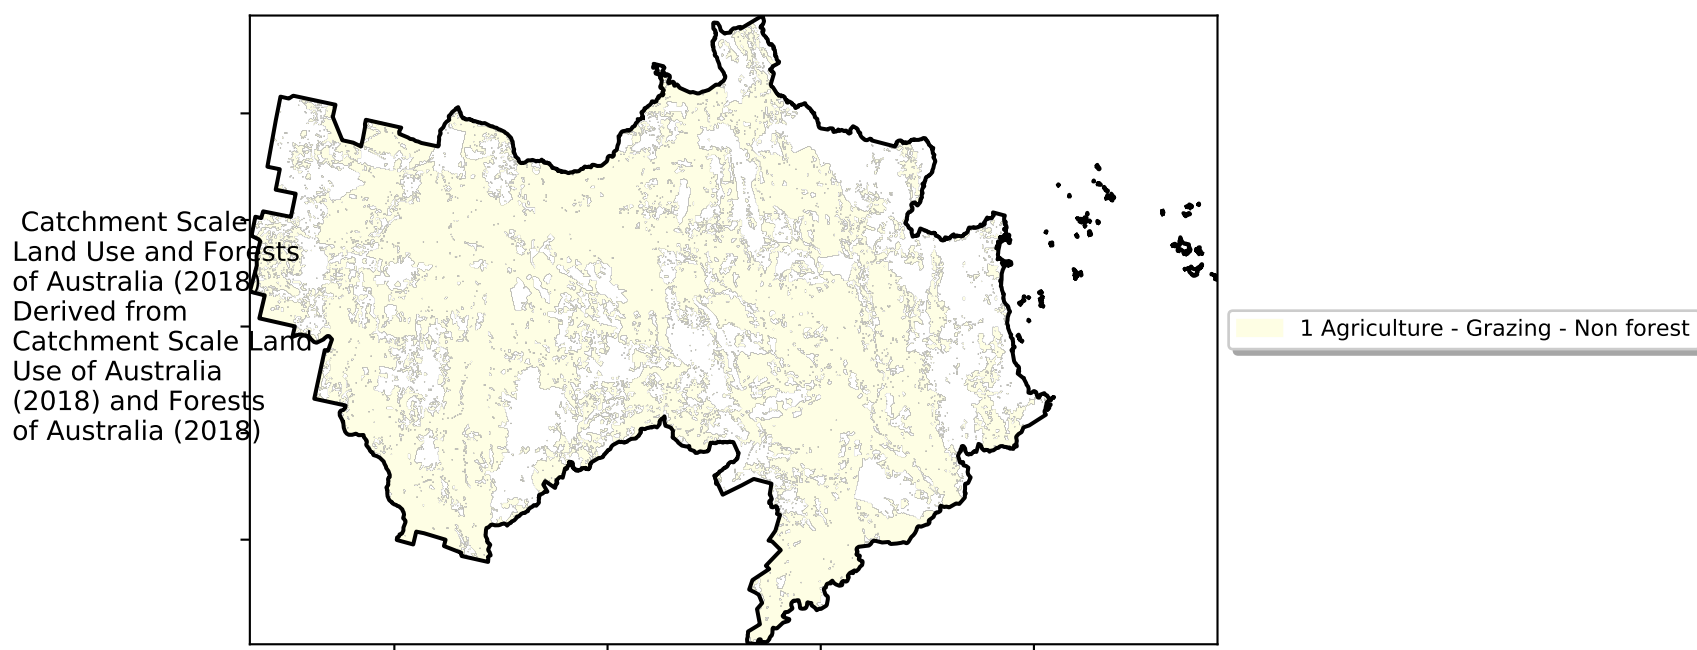 Catchment Scale
Land Use and Forests
of Australia (2018)
Derived from
Catchment Scale Land
Use of Australia
(2018) and Forests
of Australia (2018)
1 Agriculture - Grazing - Non forest